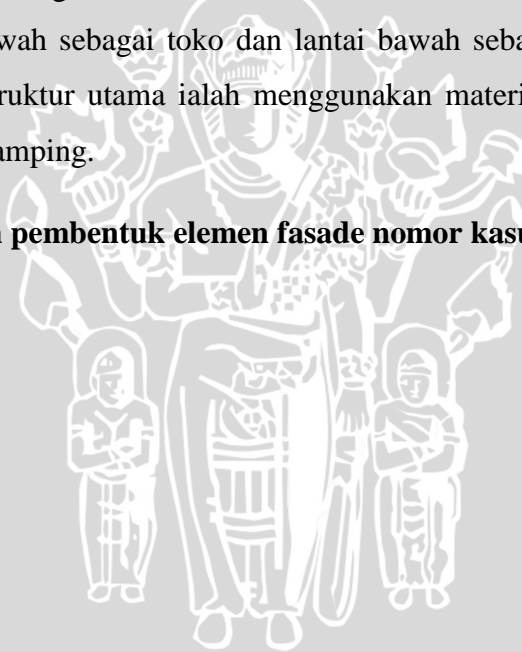 wah sebagai toko dan lantai bawah seba
ruktur utama ialah menggunakan materi
amping.
pembentuk elemen fasade nomor kasu